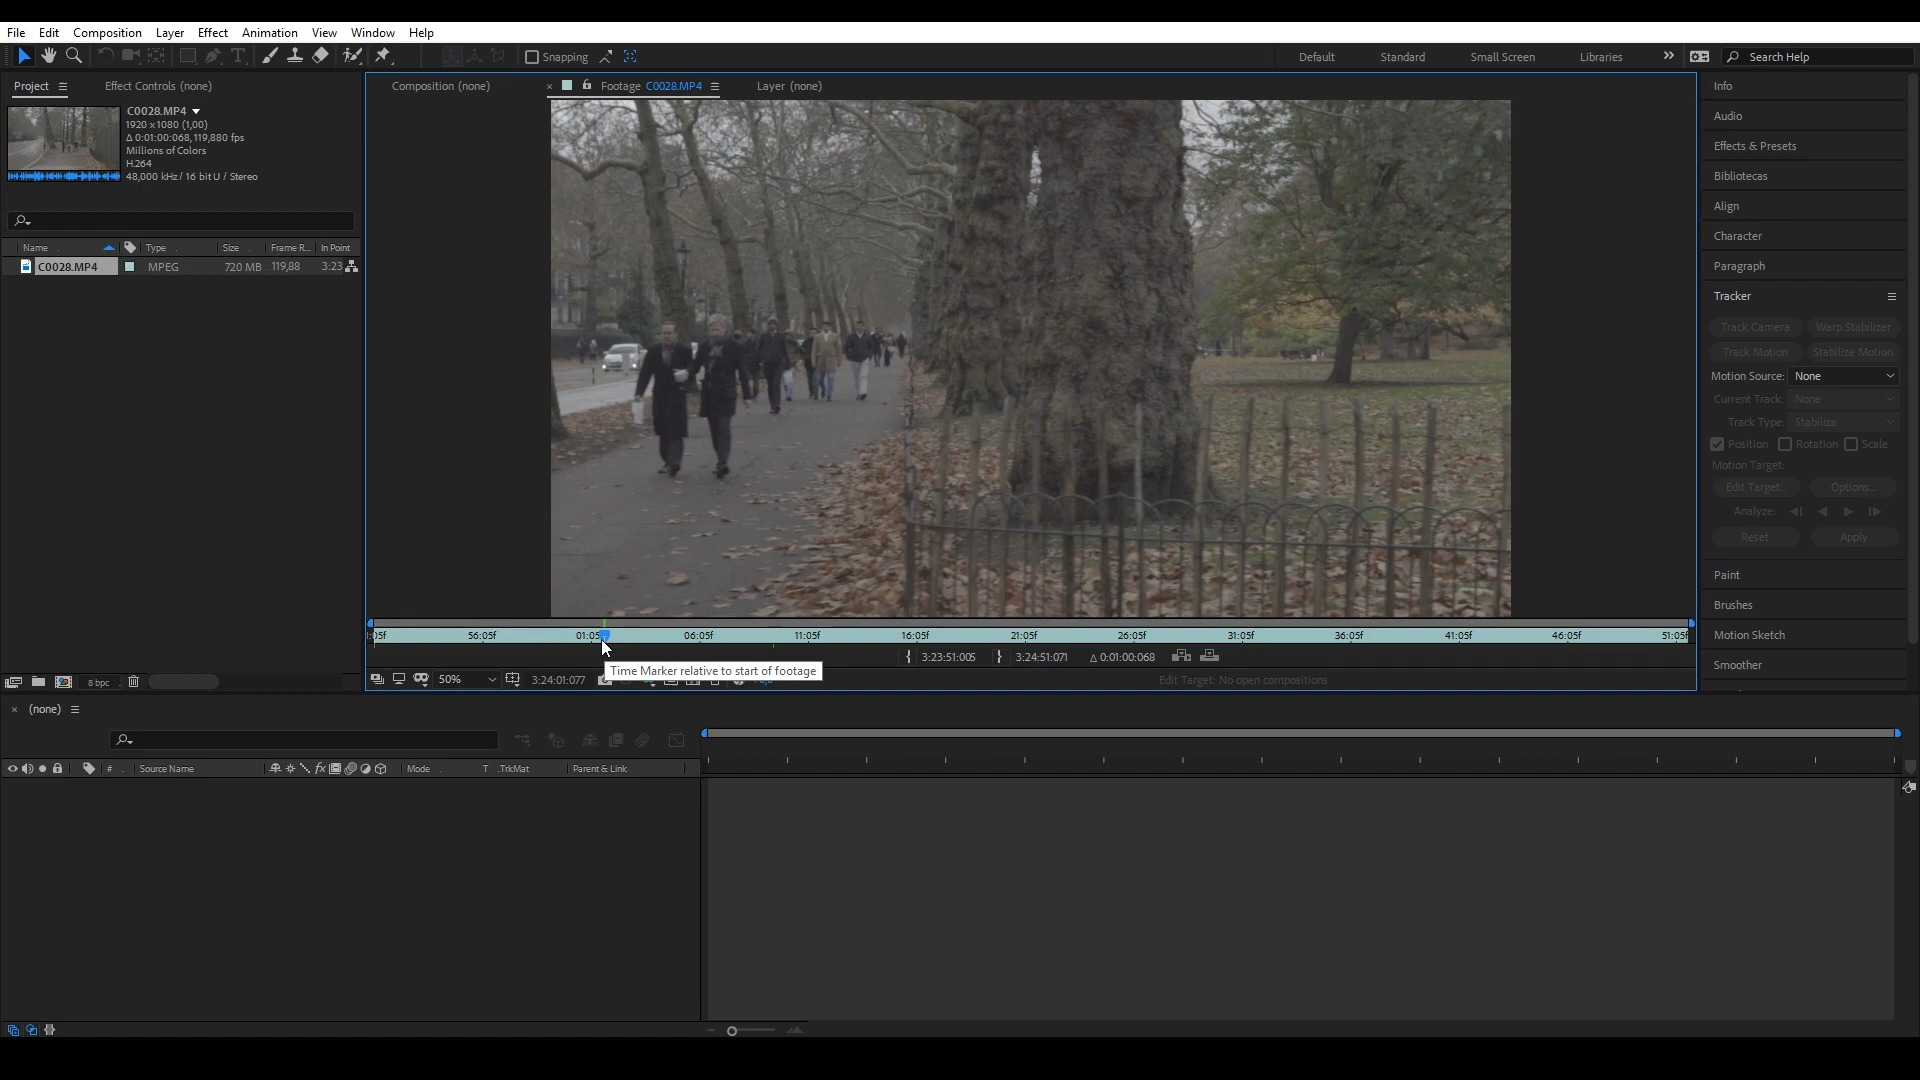 File Edit Composition Layer Effect Animation View Window Help
Snapping Default Standard Small Screen Libraries Search Help
Project Effect Controls (none)
C0028.MP4
1920 x 1080 (1,00)
Δ 0:01:00:068, 119,880 fps
Millions of Colors
H.264
48,000 kHz / 16 bit U / Stereo
Name Type Size Frame R... In Point
C0028.MP4 MPEG 720 MB 119,88 3:23
8 bpc
Composition (none) Footage C0028.MP4 Layer (none)
56:05f 01:05f 06:05f 11:05f 16:05f 21:05f 26:05f 31:05f 36:05f 41:05f 46:05f 51:05f
3:23:51:005 3:24:51:071 Δ 0:01:00:068
Time Marker relative to start of footage
50% 3:24:01:077 Edit Target: No open compositions
Info
Audio
Effects & Presets
Bibliotecas
Align
Character
Paragraph
Tracker
Track Camera Warp Stabilizer
Track Motion Stabilize Motion
Motion Source: None
Current Track: None
Track Type: Stabilize
Position Rotation Scale
Motion Target:
Edit Target... Options...
Analyze:
Reset Apply
Paint
Brushes
Motion Sketch
Smoother
(none)
# Source Name fx Mode T .TrkMat Parent & Link